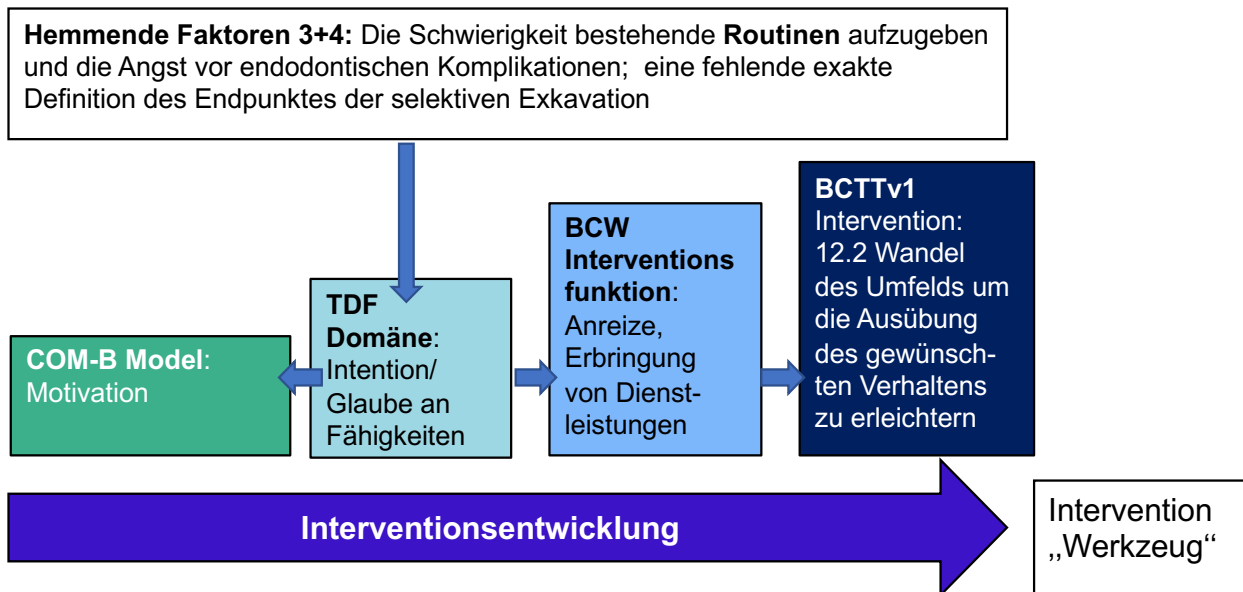 Hemmende Faktoren 3+4: Die Schwierigkeit bestehende Routinen aufzugeben
und die Angst vor endodontischen Komplikationen; eine fehlende exakte
Definition des Endpunktes der selektiven Exkavation
COM-B Model:
Motivation
TDF
Domäne:
Intention/
Glaube an
Fähigkeiten
BCW
Interventions
funktion:
Anreize,
Erbringung
von Dienst-
leistungen
BCTTv1
Intervention:
12.2 Wandel
des Umfelds um
die Ausübung
des gewünsch-
ten Verhaltens
zu erleichtern
Interventionsentwicklung
Intervention
„Werkzeug“